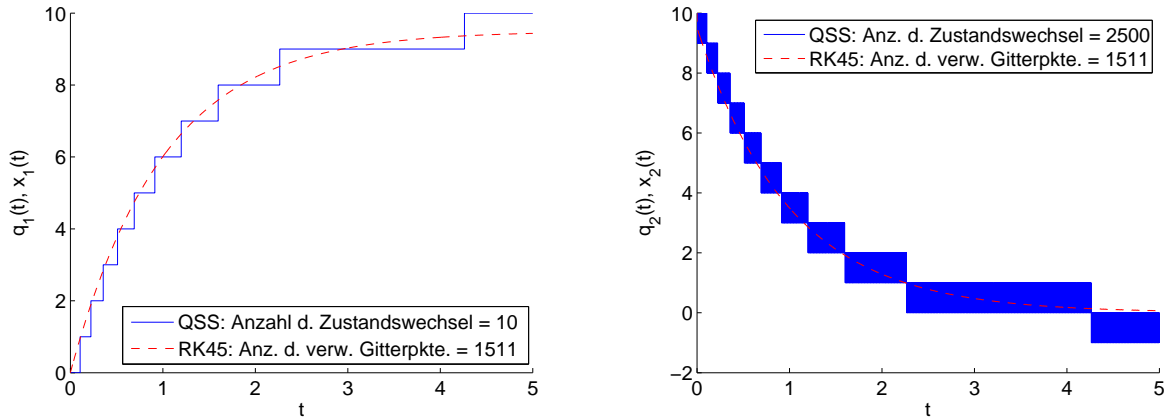 10
8
6
4
2
0
q1(t), x1(t)
0 1 2 3 4 5
t
QSS: Anzahl d. Zustandswechsel = 10
RK45: Anz. d. verw. Gitterpkte. = 1511
10
8
6
4
2
0
−2
q2(t), x2(t)
0 1 2 3 4 5
t
QSS: Anz. d. Zustandswechsel = 2500
RK45: Anz. d. verw. Gitterpkte. = 1511